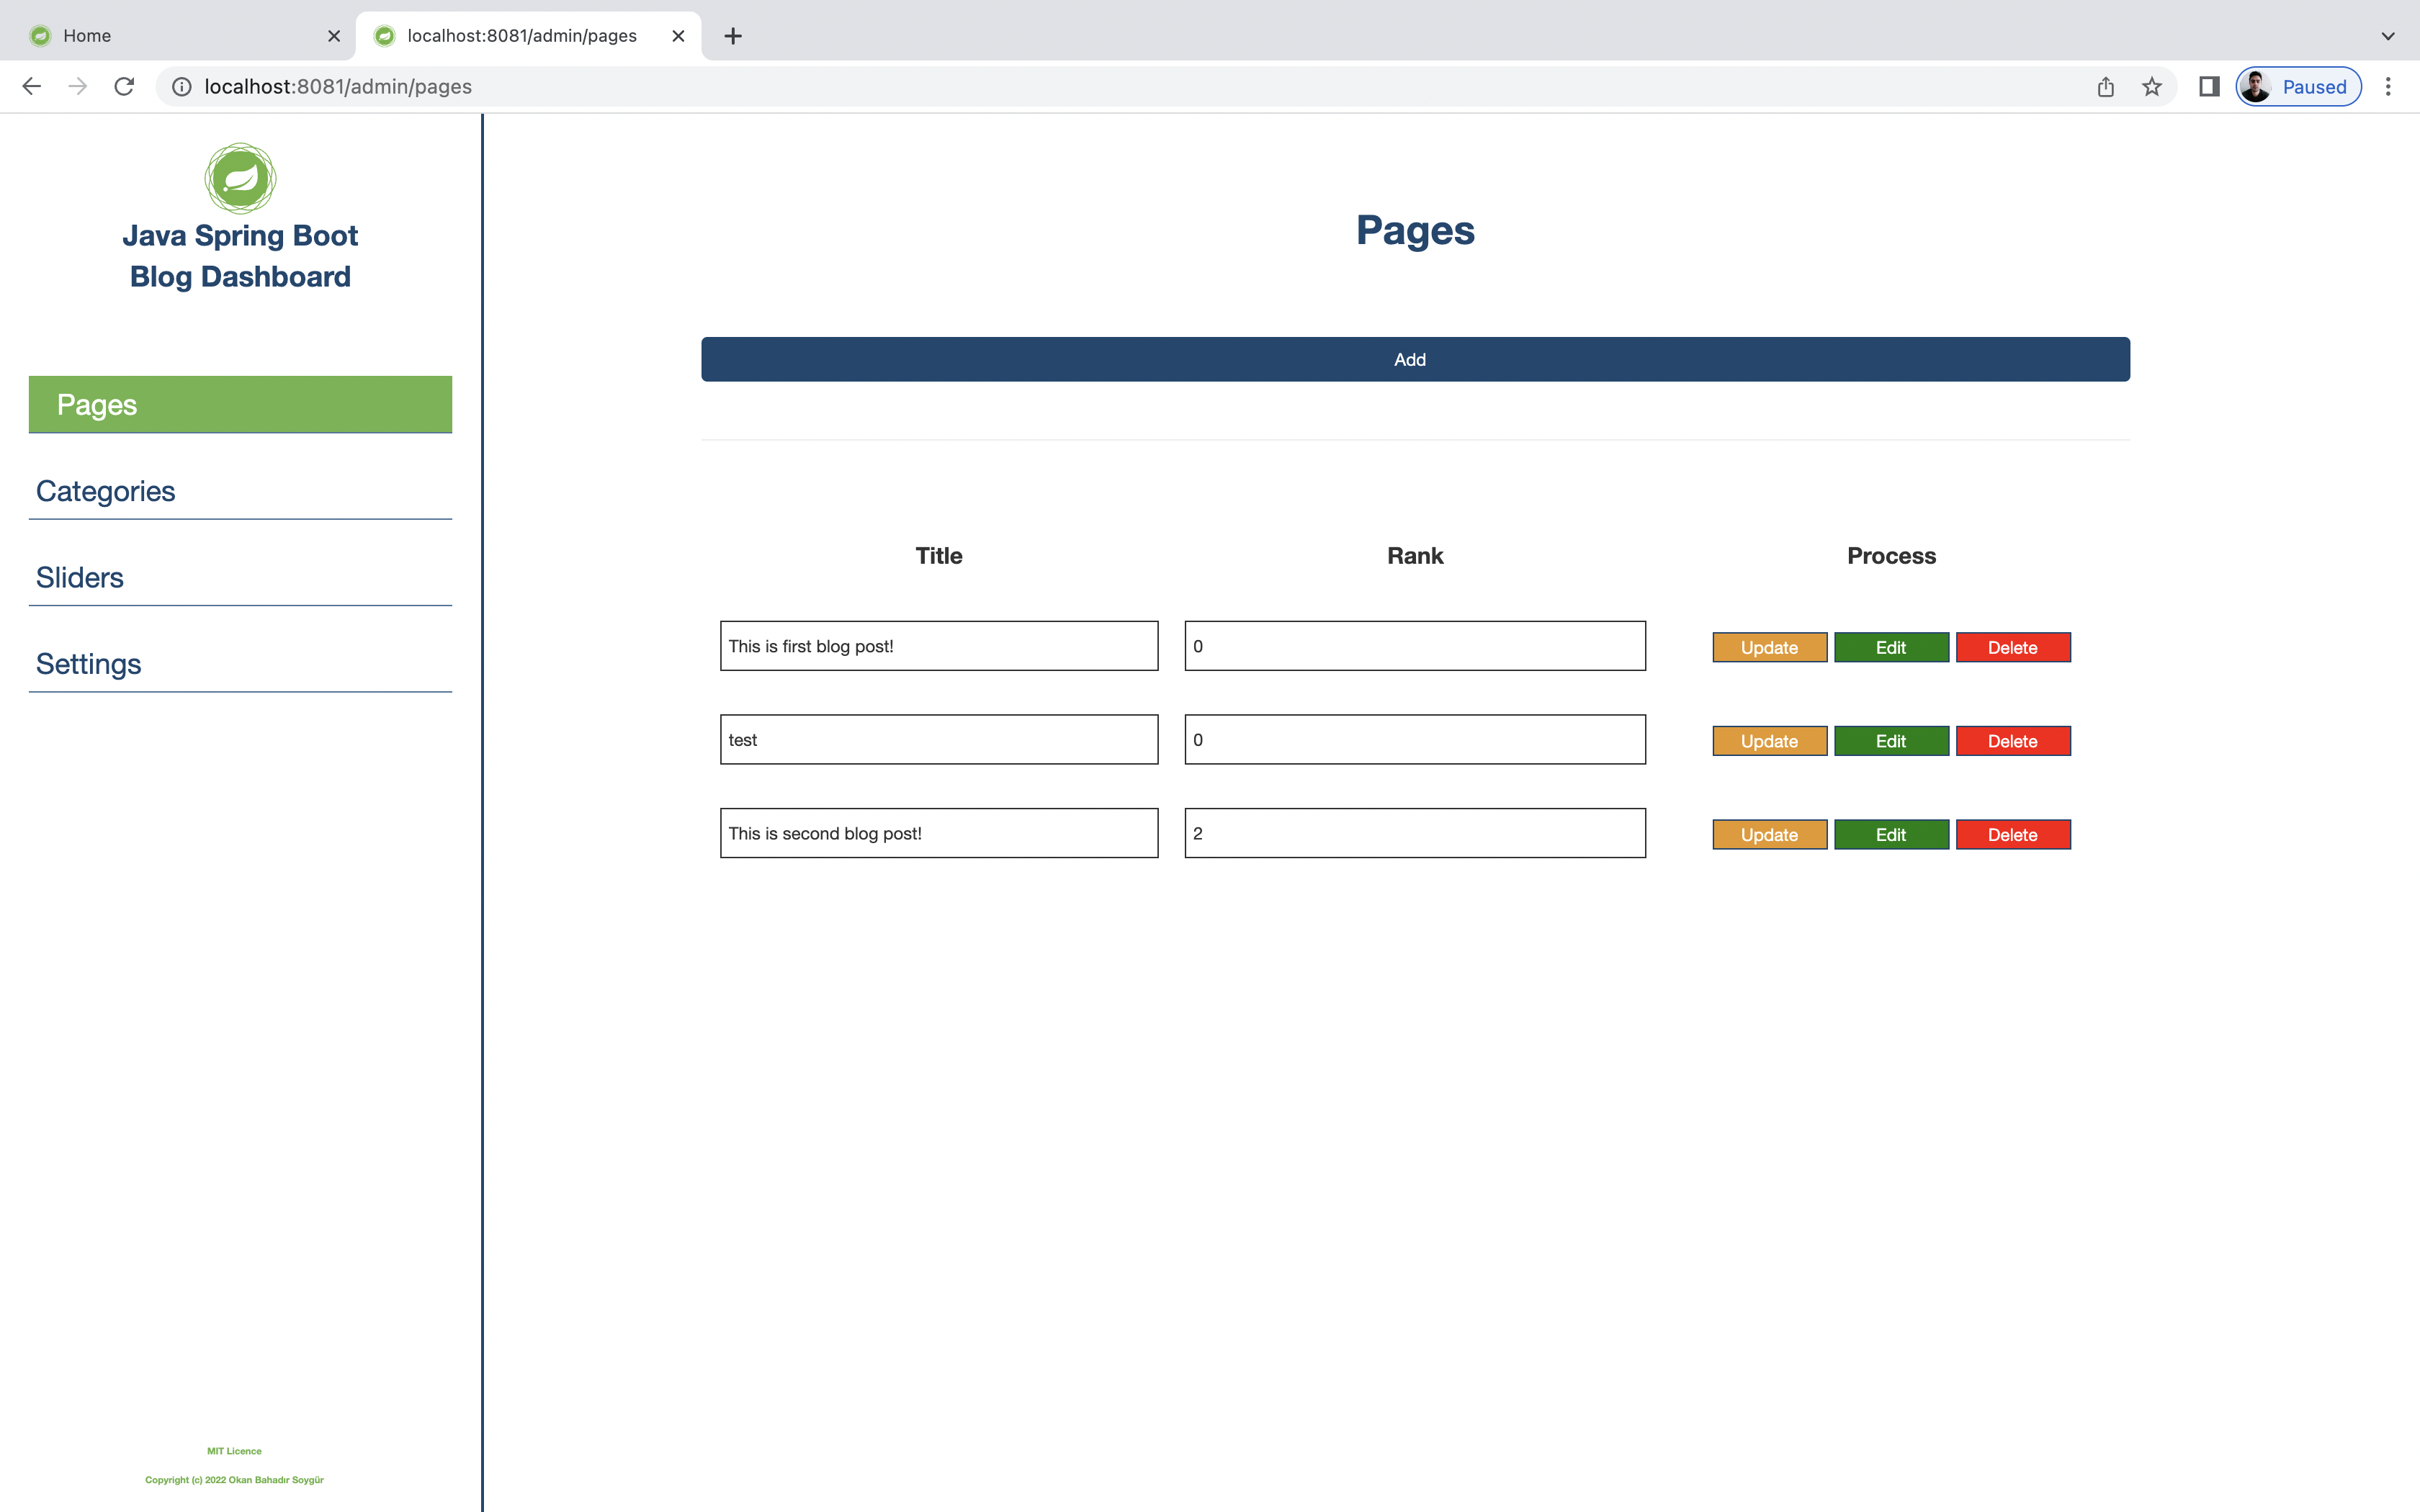 Home
localhost:8081/admin/pages
localhost:8081/admin/pages
Paused
Java Spring Boot
Blog Dashboard
Pages
Categories
Sliders
Settings
MIT Licence
Copyright (c) 2022 Okan Bahadır Soygür
Pages
Add
Title Rank Process
This is first blog post! 0 Update Edit Delete
test 0 Update Edit Delete
This is second blog post! 2 Update Edit Delete